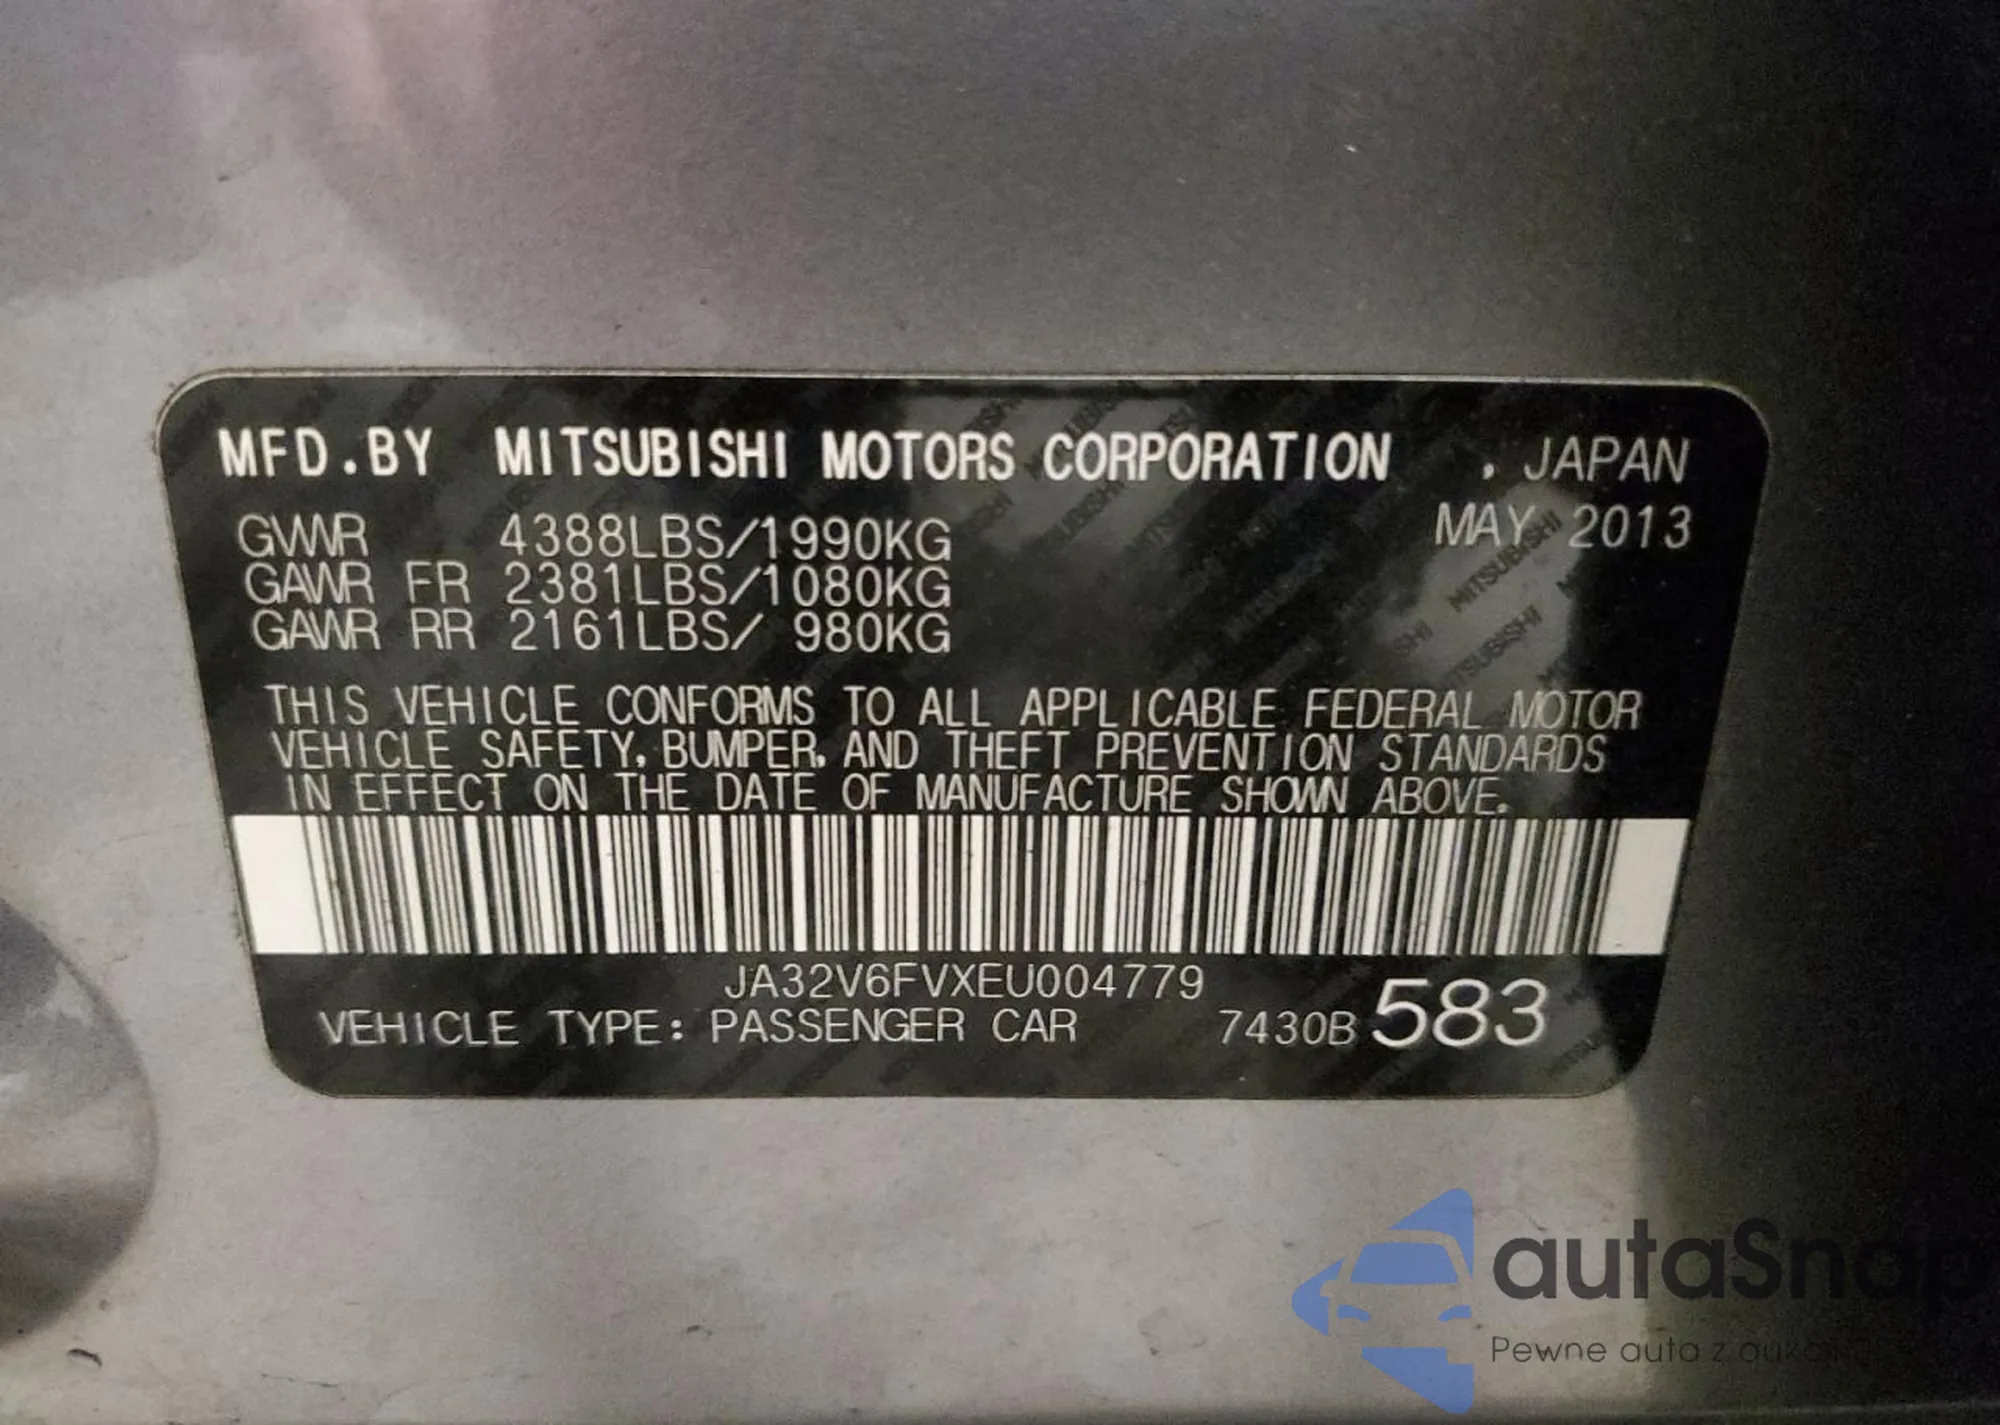 MFD.BY MITSUBISHI MOTORS CORPORATION , JAPAN
MAY 2013
GVWR 4388LBS/1990KG
GAWR FR 2381LBS/1080KG
GAWR RR 2161LBS/ 980KG
THIS VEHICLE CONFORMS TO ALL APPLICABLE FEDERAL MOTOR
VEHICLE SAFETY, BUMPER, AND THEFT PREVENTION STANDARDS
IN EFFECT ON THE DATE OF MANUFACTURE SHOWN ABOVE.
JA32V6FVXEU004779
VEHICLE TYPE: PASSENGER CAR 7430B 583
autaSnap
Pewne auta z